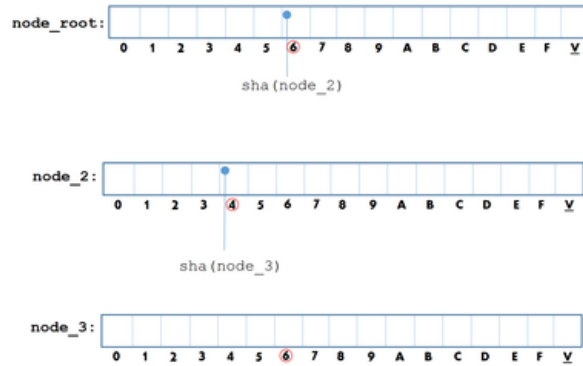 node_root:
0 1 2 3 4 5 6 7 8 9 A B C D E F V
sha(node_2)
node_2:
0 1 2 3 4 5 6 7 8 9 A B C D E F V
sha(node_3)
node_3:
0 1 2 3 4 5 6 7 8 9 A B C D E F V